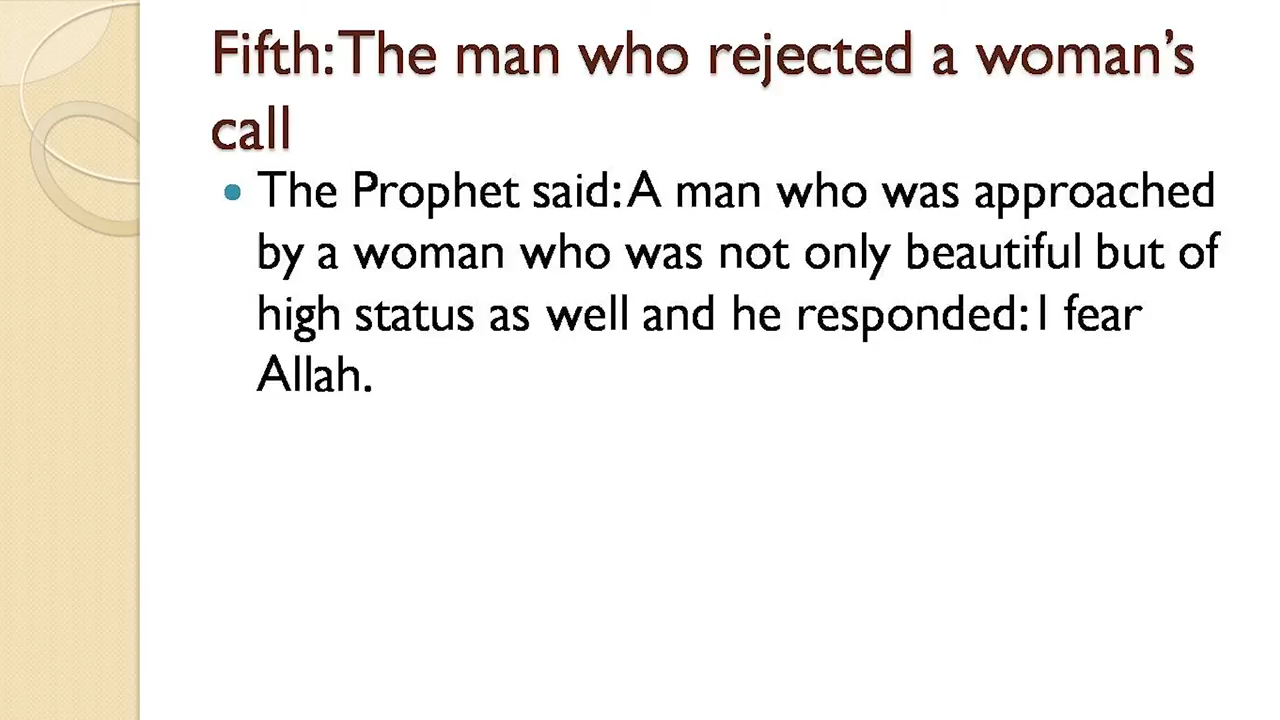 Fifth: The man who rejected a woman's
call
• The Prophet said: A man who was approached
by a woman who was not only beautiful but of
high status as well and he responded: I fear
Allah.